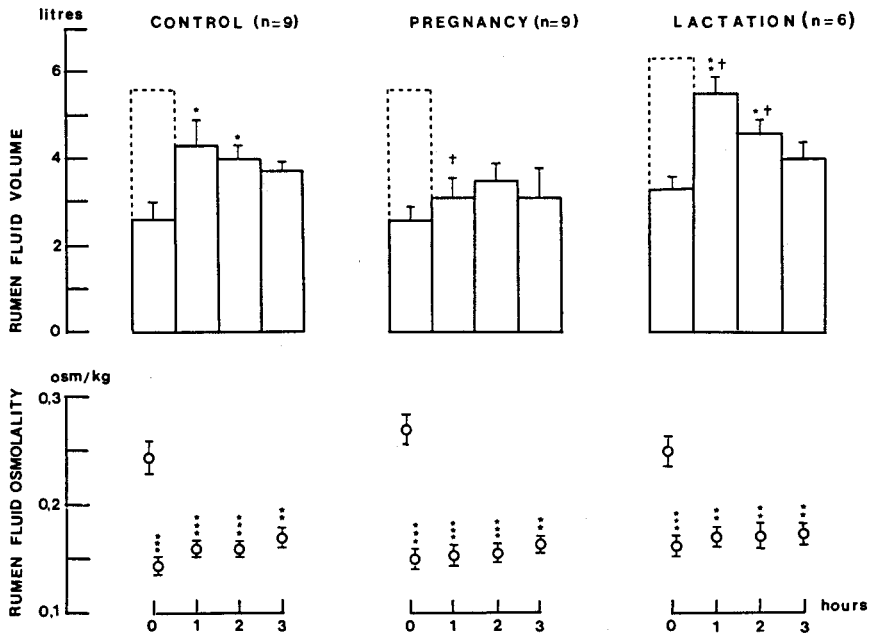 litres
CONTROL (n=9)
PREGNANCY (n=9)
LACTATION (n=6)
RUMEN FLUID VOLUME
6
4
2
0
* *
†
** † * †
osm/kg
RUMEN FLUID OSMOLALITY
0,3
0,2
0,1
*** *** *** **
*** *** *** **
*** ** ** **
0 1 2 3
0 1 2 3
0 1 2 3
hours